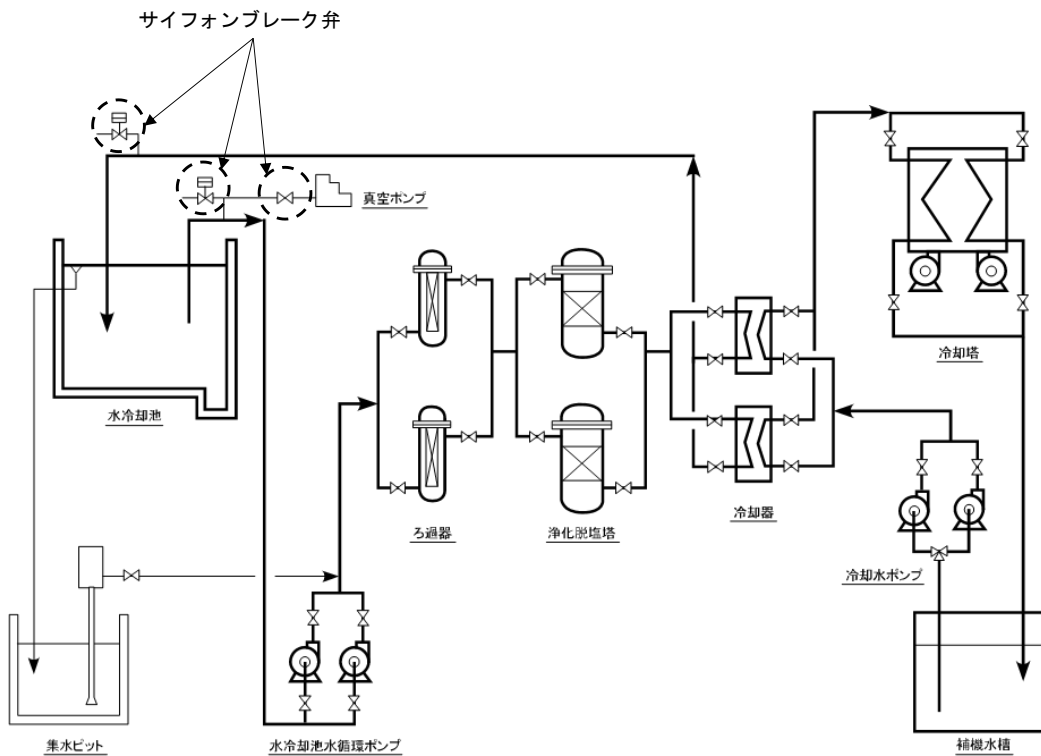 サイフォンブレーク弁
真空ポンプ
水冷却池
冷却塔
ろ過器
浄化脱塩塔
冷却器
冷却水ポンプ
集水ピット
水冷却池水循環ポンプ
補機水槽